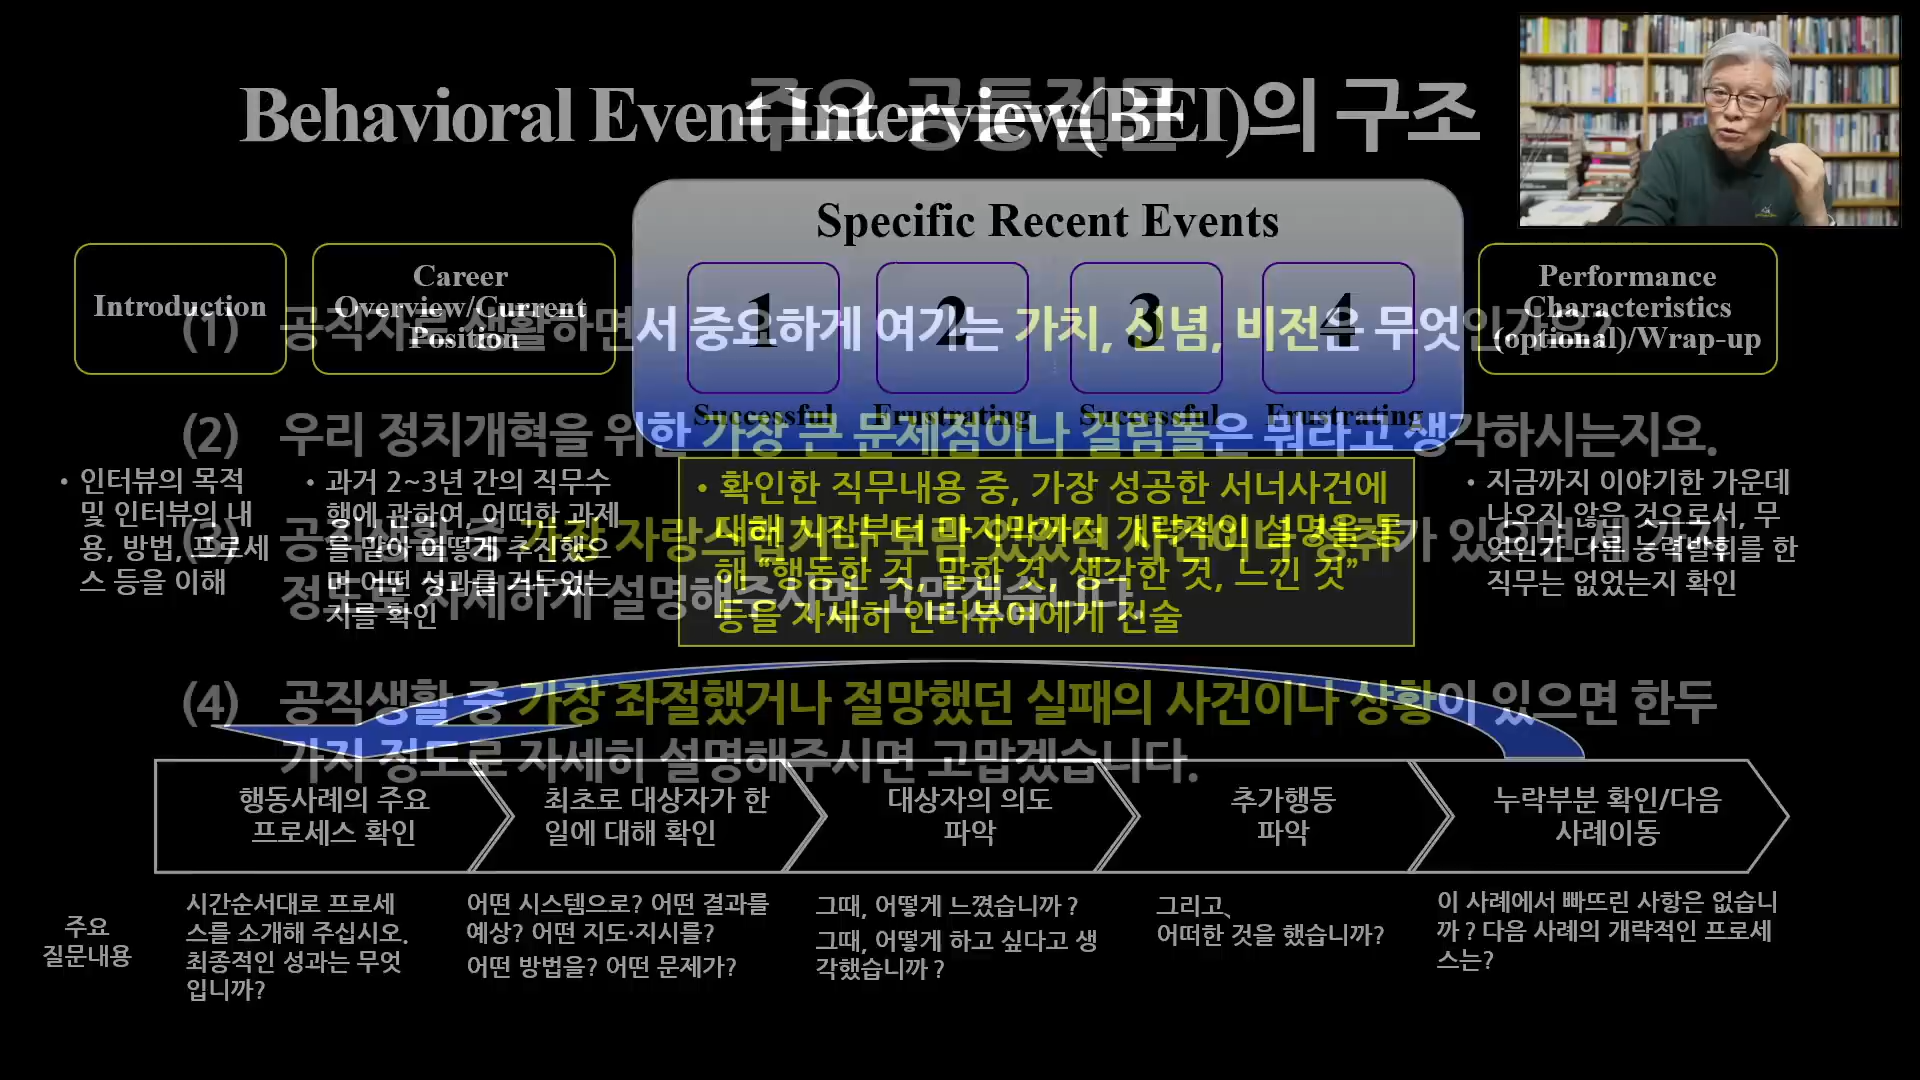 Behavioral Event Interview(BEI)의 구조
주요 공통질문
Specific Recent Events
Introduction
Career
Overview/Current
Position
1
2
3
4
Successful
Frustrating
Successful
Frustrating
Performance
Characteristics
(optional)/Wrap-up
• 인터뷰의 목적
및 인터뷰의 내
용, 방법, 프로세
스 등을 이해
• 과거 2~3년 간의 직무수
행에 관하여, 어떠한 과제
를 맡아 어떻게 추진했으
며 어떤 성과를 거두었는
지를 확인
• 확인한 직무내용 중, 가장 성공한 서너사건에
대해 시작부터 마지막까지 개략적인 설명을 통
해 “행동한 것, 말한 것, 생각한 것, 느낀 것”
등을 자세히 인터뷰어에게 진술
• 지금까지 이야기한 가운데
나오지 않은 것으로서, 무
엇인가 다른 능력발휘를 한
직무는 없었는지 확인
(1) 공직자로 생활하면서 중요하게 여기는 가치, 신념, 비전은 무엇인가요?
(2) 우리 정치개혁을 위한 가장 큰 문제점이나 걸림돌은 뭐라고 생각하시는지요.
(3) 공직생활 중 가장 자랑스럽거나 보람 있었던 사건이나 성취가 있으면 세 가지
정도를 자세하게 설명해주시면 고맙겠습니다.
(4) 공직생활 중 가장 좌절했거나 절망했던 실패의 사건이나 상황이 있으면 한두
가지 정도로 자세히 설명해주시면 고맙겠습니다.
행동사례의 주요
프로세스 확인
최초로 대상자가 한
일에 대해 확인
대상자의 의도
파악
추가행동
파악
누락부분 확인/다음
사례이동
주요
질문내용
시간순서대로 프로세
스를 소개해 주십시오.
최종적인 성과는 무엇
입니까?
어떤 시스템으로? 어떤 결과를
예상? 어떤 지도·지시를?
어떤 방법을? 어떤 문제가?
그때, 어떻게 느꼈습니까 ?
그때, 어떻게 하고 싶다고 생
각했습니까 ?
그리고、
어떠한 것을 했습니까?
이 사례에서 빠뜨린 사항은 없습니
까 ? 다음 사례의 개략적인 프로세
스는?